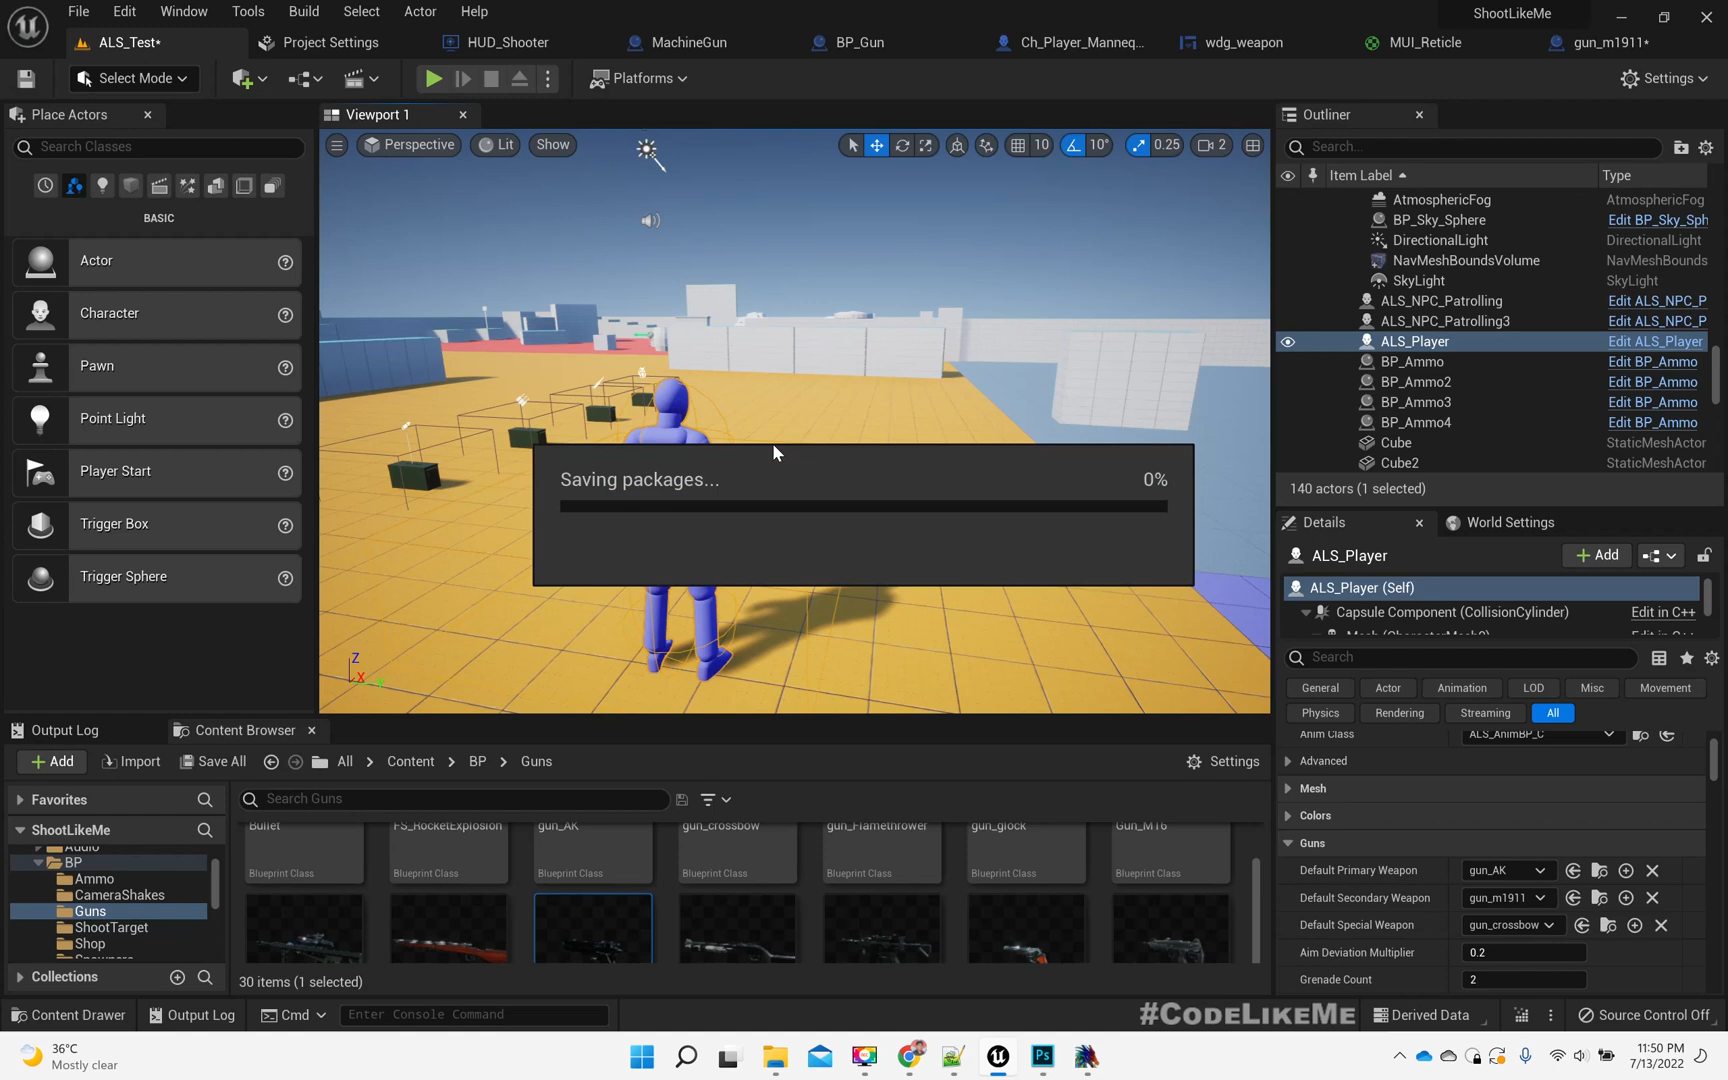 File Edit Window Tools Build Select Actor Help
ShootLikeMe
ALS_Test* Project Settings HUD_Shooter MachineGun BP_Gun Ch_Player_Manneq... wdg_weapon MUI_Reticle gun_m1911*
Select Mode Platforms Settings
Place Actors
Viewport 1
Outliner
Search Classes
Perspective Lit Show 10 10° 0.25 2
Search...
Item Label Type
BASIC
Actor
Character
Pawn
Point Light
Player Start
Trigger Box
Trigger Sphere
AtmosphericFog AtmosphericFog
BP_Sky_Sphere Edit BP_Sky_Sph
DirectionalLight DirectionalLight
NavMeshBoundsVolume NavMeshBounds
SkyLight SkyLight
ALS_NPC_Patrolling Edit ALS_NPC_P
ALS_NPC_Patrolling3 Edit ALS_NPC_P
ALS_Player Edit ALS_Player
BP_Ammo Edit BP_Ammo
BP_Ammo2 Edit BP_Ammo
BP_Ammo3 Edit BP_Ammo
BP_Ammo4 Edit BP_Ammo
Cube StaticMeshActor
Cube2 StaticMeshActor
140 actors (1 selected)
Saving packages... 0%
Z
X
Y
Details World Settings
ALS_Player Add
ALS_Player (Self)
Capsule Component (CollisionCylinder) Edit in C++
Mesh (CharacterMesh0) Edit in C++
Search
General Actor Animation LOD Misc Movement
Physics Rendering Streaming All
Anim Class ALS_AnimBP_C
Advanced
Mesh
Colors
Guns
Default Primary Weapon gun_AK
Default Secondary Weapon gun_m1911
Default Special Weapon gun_crossbow
Aim Deviation Multiplier 0.2
Grenade Count 2
Output Log Content Browser
Add Import Save All All Content BP Guns Settings
Favorites
Search Guns
ShootLikeMe
Audio
BP
Ammo
CameraShakes
Guns
ShootTarget
Shop
Spawners
Collections
Bullet FS_RocketExplosion gun_AK gun_crossbow gun_Flamethrower gun_glock Gun_M16
Blueprint Class Blueprint Class Blueprint Class Blueprint Class Blueprint Class Blueprint Class Blueprint Class
30 items (1 selected)
Content Drawer Output Log Cmd Enter Console Command
#CODELIKEME
Derived Data Source Control Off
36°C
Mostly clear
Ps
11:50 PM
7/13/2022